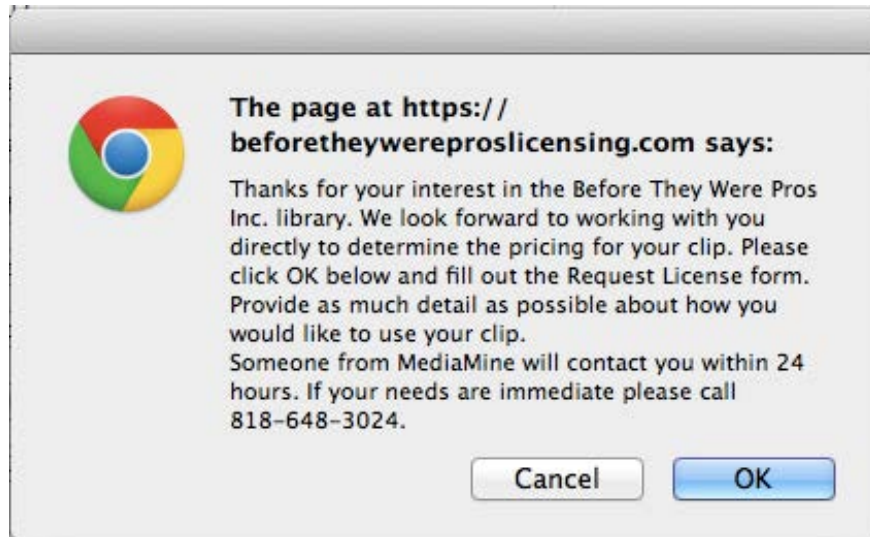 The page at https://
beforetheywereproslicensing.com says:
Thanks for your interest in the Before They Were Pros
Inc. library. We look forward to working with you
directly to determine the pricing for your clip. Please
click OK below and fill out the Request License form.
Provide as much detail as possible about how you
would like to use your clip.
Someone from MediaMine will contact you within 24
hours. If your needs are immediate please call
818-648-3024.
Cancel
OK